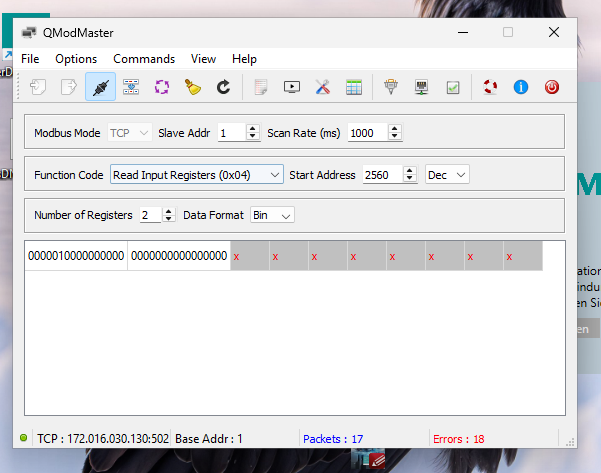 QModMaster
File Options Commands View Help
Modbus Mode TCP Slave Addr 1 Scan Rate (ms) 1000
Function Code Read Input Registers (0x04) Start Address 2560 Dec
Number of Registers 2 Data Format Bin
0000010000000000 0000000000000000 x x x x x x x x
TCP : 172.016.030.130:502 Base Addr : 1 Packets : 17 Errors : 18